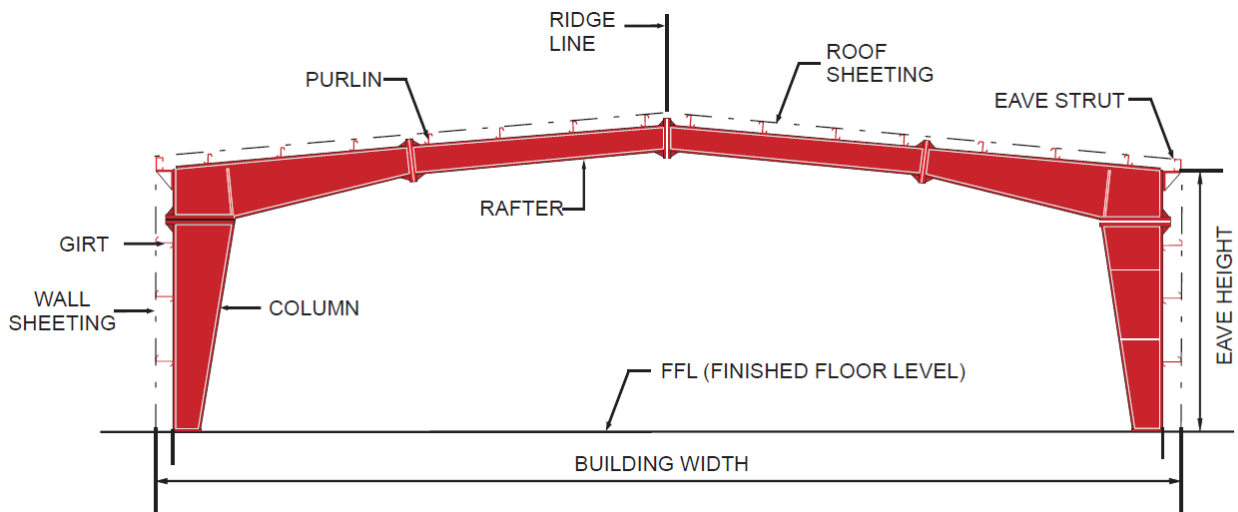 RIDGE
LINE
ROOF
SHEETING
PURLIN
EAVE STRUT
RAFTER
GIRT
WALL
SHEETING
COLUMN
EAVE HEIGHT
FFL (FINISHED FLOOR LEVEL)
BUILDING WIDTH